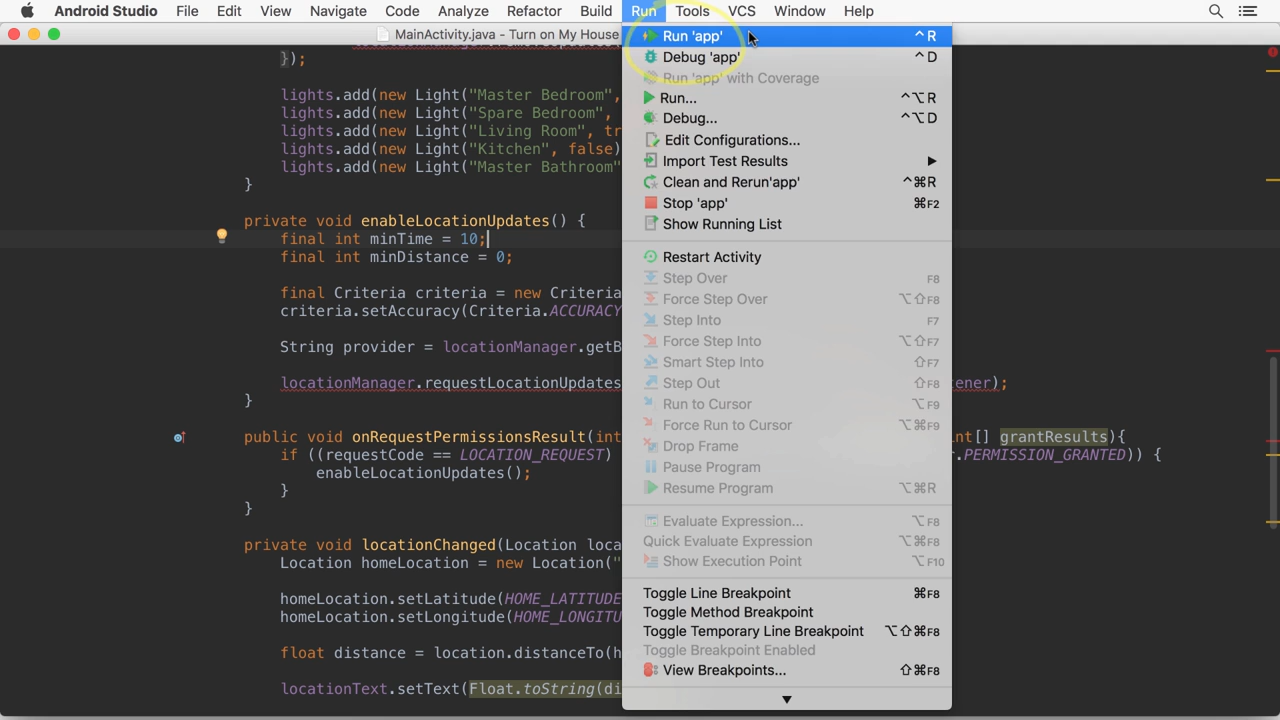 Android Studio File Edit View Navigate Code Analyze Refactor Build Run Tools VCS Window Help
MainActivity.java - Turn on My House
});
lights.add(new Light("Master Bedroom",
lights.add(new Light("Spare Bedroom",
lights.add(new Light("Living Room", tr
lights.add(new Light("Kitchen", false)
lights.add(new Light("Master Bathroom"
}
private void enableLocationUpdates() {
final int minTime = 10;
final int minDistance = 0;
final Criteria criteria = new Criteria
criteria.setAccuracy(Criteria.ACCURACY
String provider = locationManager.getB
locationManager.requestLocationUpdates tener);
}
public void onRequestPermissionsResult(int nt[] grantResults){
if ((requestCode == LOCATION_REQUEST) r.PERMISSION_GRANTED)) {
enableLocationUpdates();
}
}
private void locationChanged(Location loca
Location homeLocation = new Location("
homeLocation.setLatitude(HOME_LATITUDE
homeLocation.setLongitude(HOME_LONGITU
float distance = location.distanceTo(h
locationText.setText(Float.toString(di
Run 'app' ⌃R
Debug 'app' ⌃D
Run 'app' with Coverage
Run... ⌃⌥R
Debug... ⌃⌥D
Edit Configurations...
Import Test Results ▶
Clean and Rerun'app' ⌃⌘R
Stop 'app' ⌘F2
Show Running List
Restart Activity
Step Over F8
Force Step Over ⌥⇧F8
Step Into F7
Force Step Into ⌥⇧F7
Smart Step Into ⇧F7
Step Out ⇧F8
Run to Cursor ⌥F9
Force Run to Cursor ⌥⌘F9
Drop Frame
Pause Program
Resume Program ⌥⌘R
Evaluate Expression... ⌥F8
Quick Evaluate Expression ⌥⌘F8
Show Execution Point ⌥F10
Toggle Line Breakpoint ⌘F8
Toggle Method Breakpoint
Toggle Temporary Line Breakpoint ⌥⇧⌘F8
Toggle Breakpoint Enabled
View Breakpoints... ⇧⌘F8